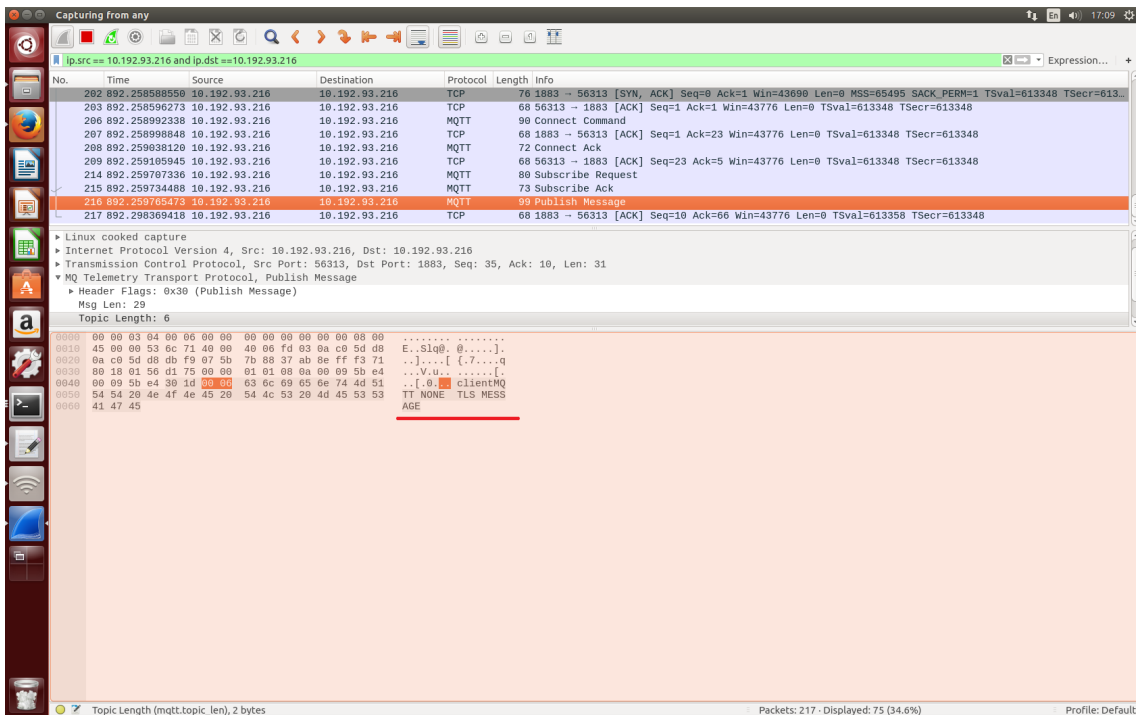 Capturing from any
En 17:09
ip.src == 10.192.93.216 and ip.dst ==10.192.93.216 Expression... +
No. Time Source Destination Protocol Length Info
202 892.258588550 10.192.93.216 10.192.93.216 TCP 76 1883 → 56313 [SYN, ACK] Seq=0 Ack=1 Win=43690 Len=0 MSS=65495 SACK_PERM=1 TSval=613348 TSecr=613...
203 892.258596273 10.192.93.216 10.192.93.216 TCP 68 56313 → 1883 [ACK] Seq=1 Ack=1 Win=43776 Len=0 TSval=613348 TSecr=613348
206 892.258992338 10.192.93.216 10.192.93.216 MQTT 90 Connect Command
207 892.258998848 10.192.93.216 10.192.93.216 TCP 68 1883 → 56313 [ACK] Seq=1 Ack=23 Win=43776 Len=0 TSval=613348 TSecr=613348
208 892.259038120 10.192.93.216 10.192.93.216 MQTT 72 Connect Ack
209 892.259105945 10.192.93.216 10.192.93.216 TCP 68 56313 → 1883 [ACK] Seq=23 Ack=5 Win=43776 Len=0 TSval=613348 TSecr=613348
214 892.259707336 10.192.93.216 10.192.93.216 MQTT 80 Subscribe Request
215 892.259734488 10.192.93.216 10.192.93.216 MQTT 73 Subscribe Ack
216 892.259765473 10.192.93.216 10.192.93.216 MQTT 99 Publish Message
217 892.298369418 10.192.93.216 10.192.93.216 TCP 68 1883 → 56313 [ACK] Seq=10 Ack=66 Win=43776 Len=0 TSval=613358 TSecr=613348
Linux cooked capture
Internet Protocol Version 4, Src: 10.192.93.216, Dst: 10.192.93.216
Transmission Control Protocol, Src Port: 56313, Dst Port: 1883, Seq: 35, Ack: 10, Len: 31
MQ Telemetry Transport Protocol, Publish Message
Header Flags: 0x30 (Publish Message)
Msg Len: 29
Topic Length: 6
0000 00 00 03 04 00 06 00 00 00 00 00 00 00 00 08 00 ........ ........
0010 45 00 00 53 6c 71 40 00 40 06 fd 03 0a c0 5d d8 E..Slq@. @.....].
0020 0a c0 5d d8 db f9 07 5b 7b 88 37 ab 8e ff f3 71 ..]....[ {.7....q
0030 80 18 01 56 d1 75 00 00 01 01 08 0a 00 09 5b e4 ...V.u.. ......[.
0040 00 09 5b e4 30 1d 00 06 63 6c 69 65 6e 74 4d 51 ..[.0... clientMQ
0050 54 54 20 4e 4f 4e 45 20 54 4c 53 20 4d 45 53 53 TT NONE TLS MESS
0060 41 47 45 AGE
Topic Length (mqtt.topic_len), 2 bytes Packets: 217 · Displayed: 75 (34.6%) Profile: Default